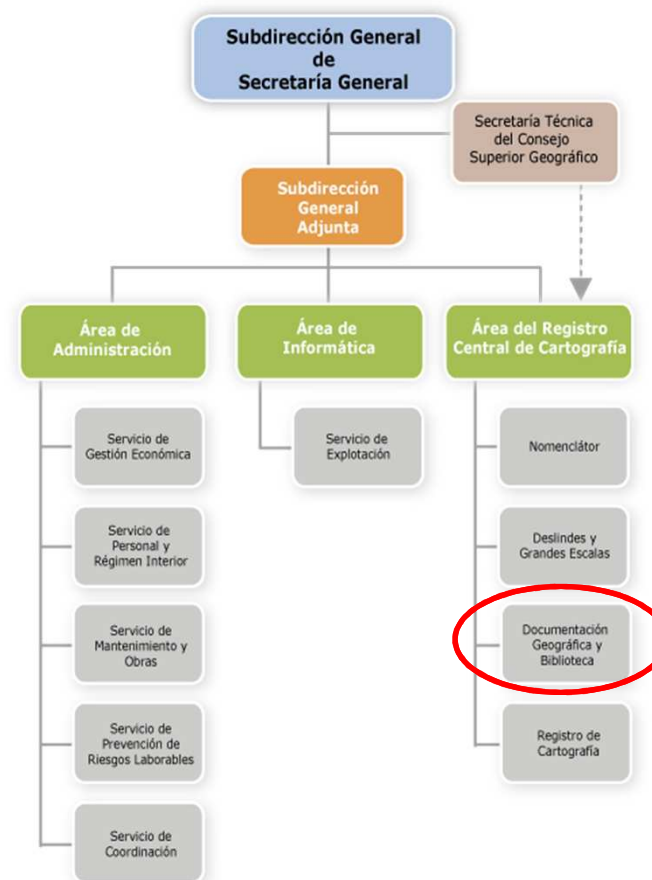 Subdirección General
de
Secretaría General
Secretaría Técnica
del Consejo
Superior Geográfico
Subdirección
General
Adjunta
Área de
Administración
Área de
Informática
Área del Registro
Central de Cartografía
Servicio de
Gestión Económica
Servicio de
Explotación
Nomenclátor
Servicio de
Personal y
Régimen Interior
Deslindes y
Grandes Escalas
Servicio de
Mantenimiento y
Obras
Documentación
Geográfica y
Biblioteca
Servicio de
Prevención de
Riesgos Laborables
Registro de
Cartografía
Servicio de
Coordinación